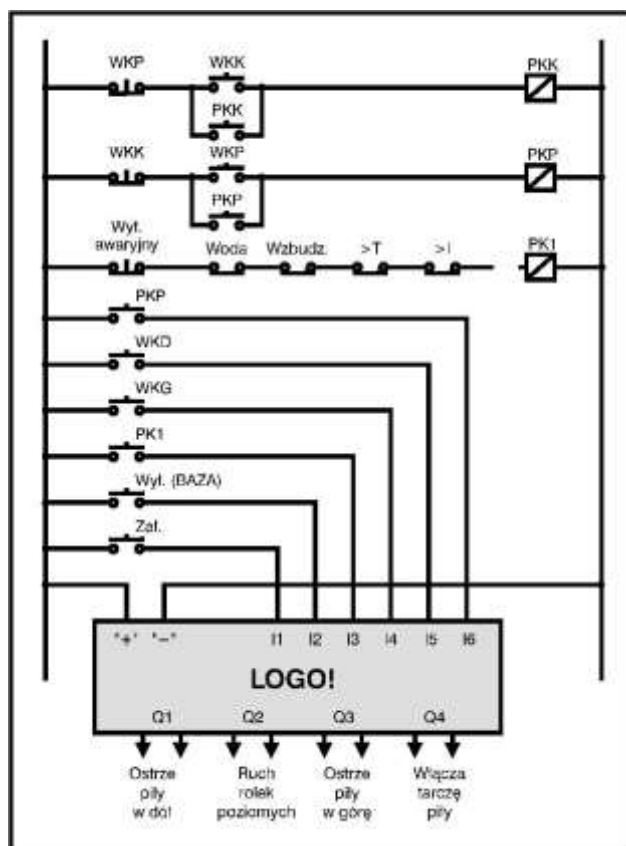 WKP WKK PKK
PKK
WKK WKP PKP
PKP
Wył.
awaryjny Woda Wzbudz. >T >I PK1
PKP
WKD
WKG
PK1
Wył. (BAZA)
Zał.
"+" "−" I1 I2 I3 I4 I5 I6
LOGO!
Q1 Q2 Q3 Q4
Ostrze Ruch Ostrze Włącza
piły rolek piły tarczę
w dół poziomych w górę piły